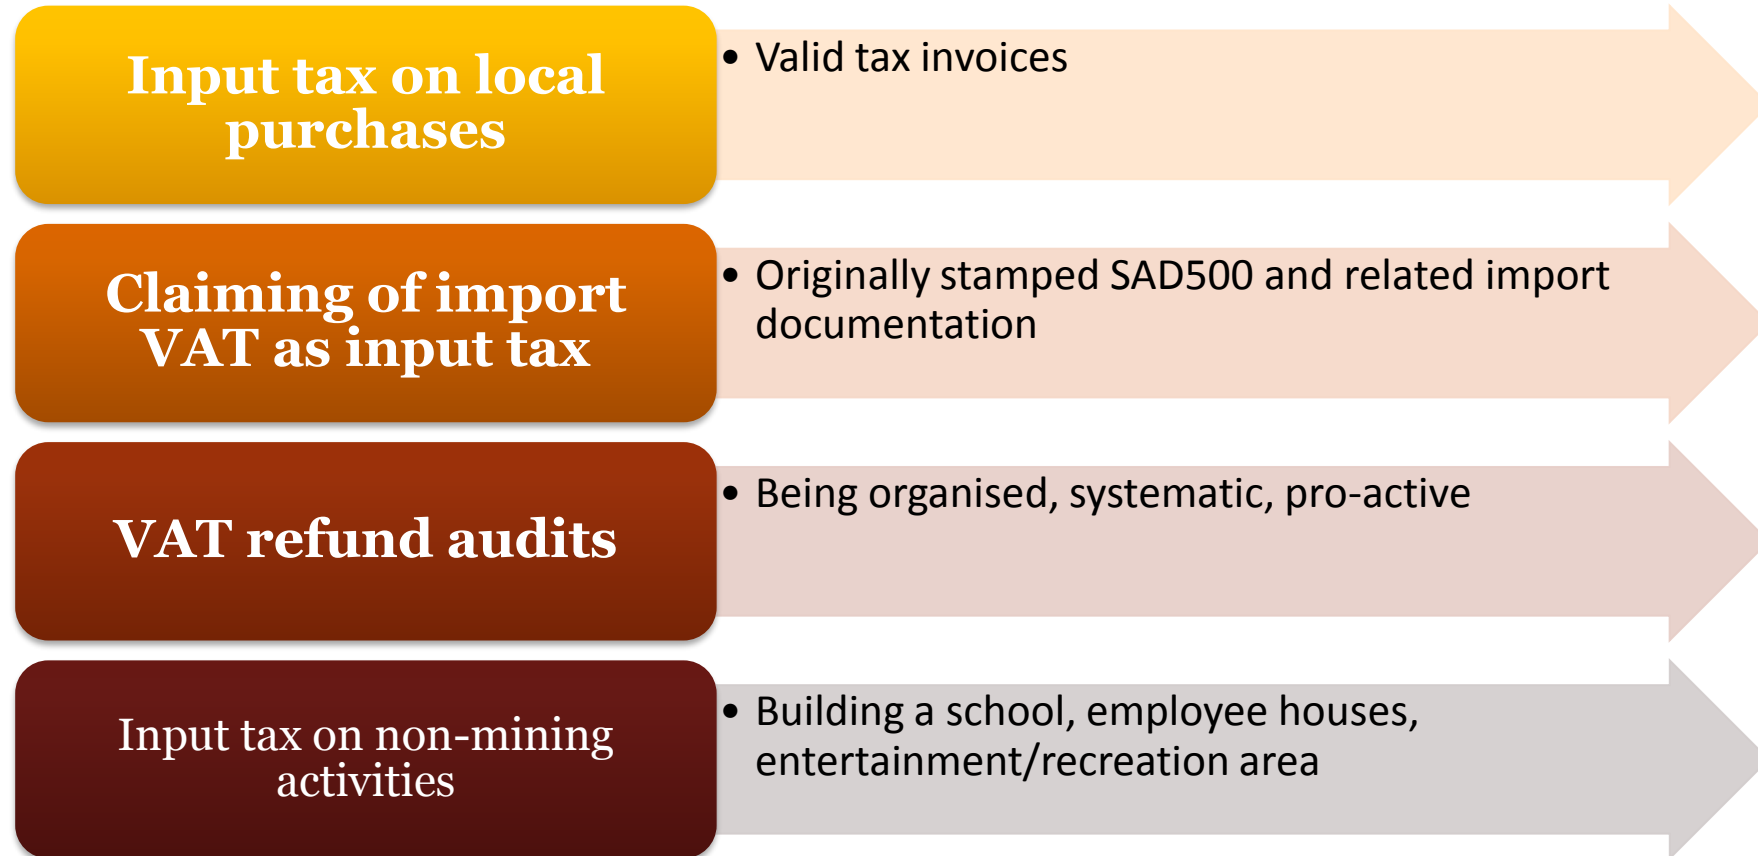 Input tax on local
purchases
• Valid tax invoices
Claiming of import
VAT as input tax
• Originally stamped SAD500 and related import
documentation
VAT refund audits
• Being organised, systematic, pro-active
Input tax on non-mining
activities
• Building a school, employee houses,
entertainment/recreation area